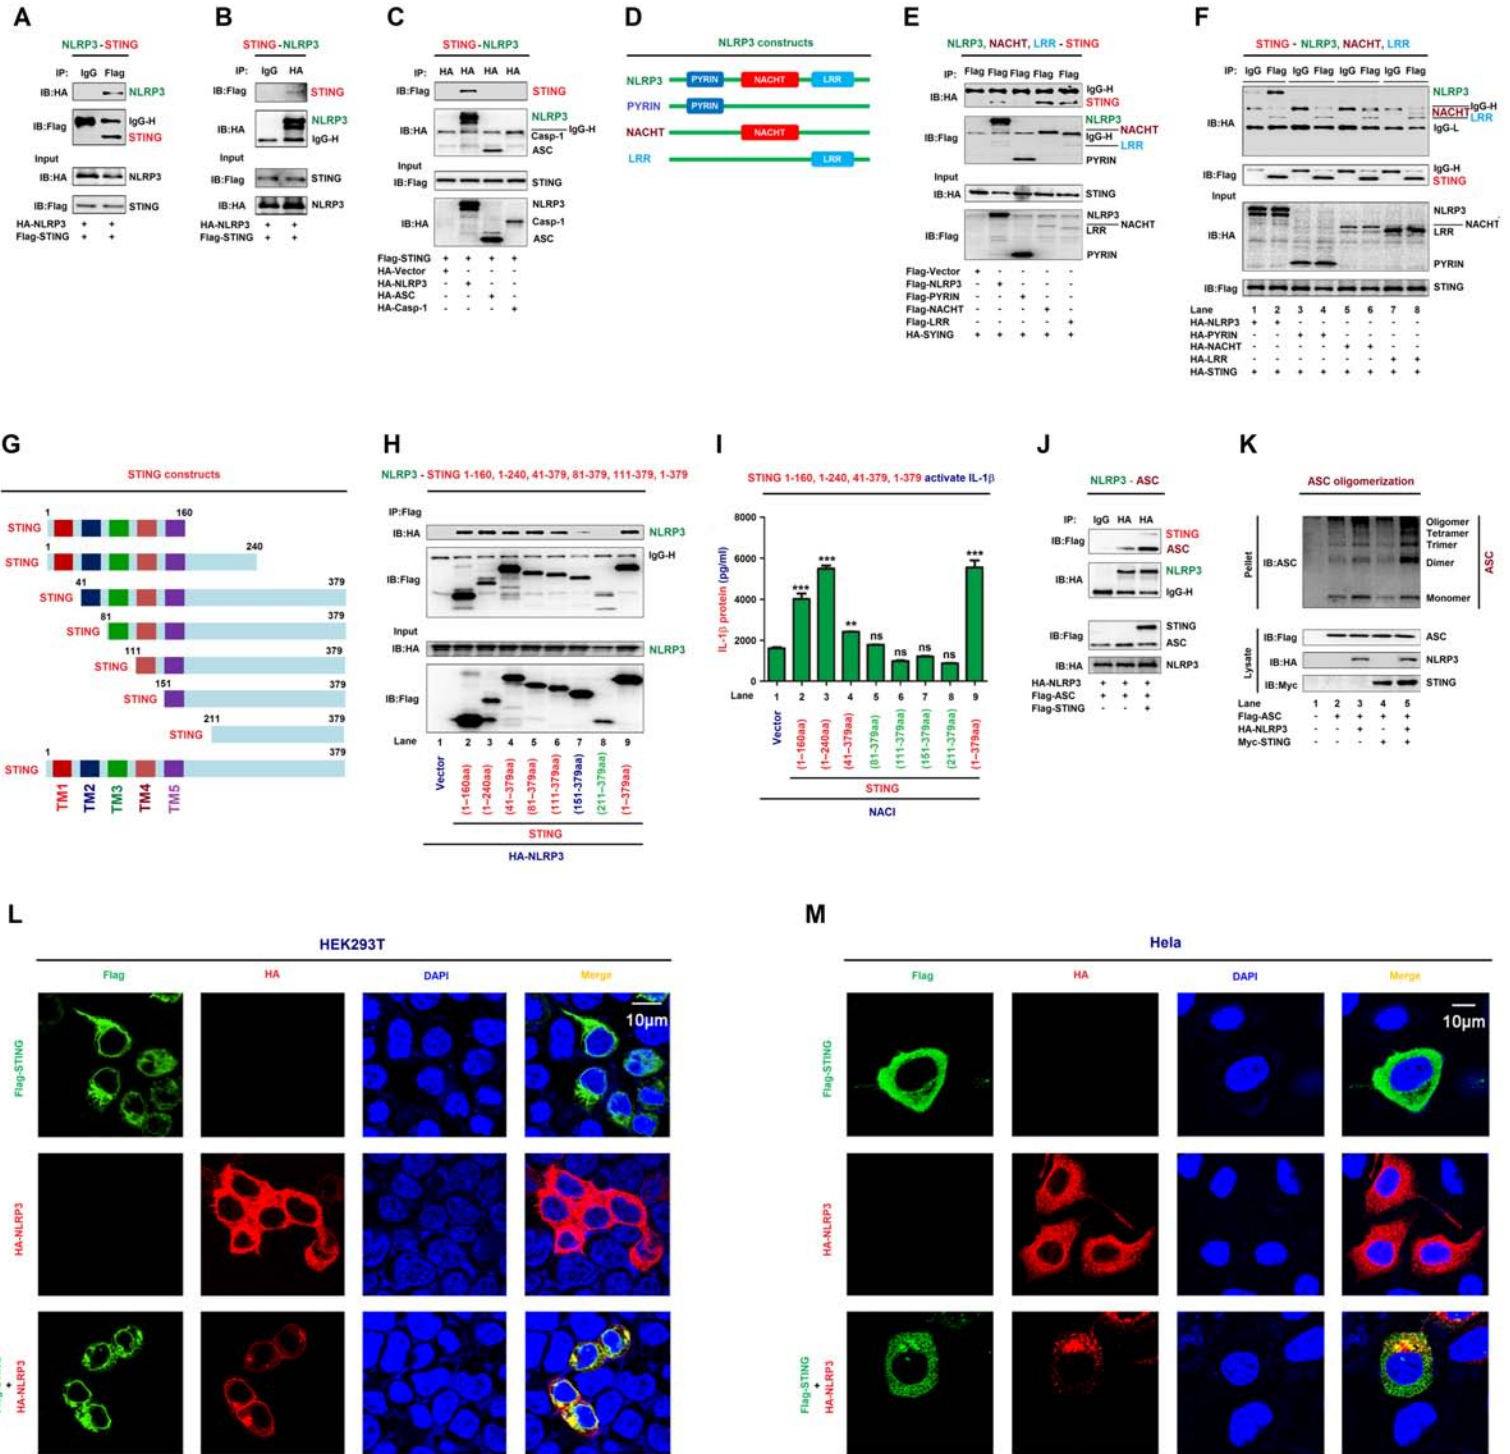 A
NLRP3 - STING
IP: IgG Flag
IB:HA NLRP3
IB:Flag IgG-H
STING
Input
IB:HA NLRP3
IB:Flag STING
HA-NLRP3 + +
Flag-STING + +
B
STING-NLRP3
IP: IgG HA
IB:Flag STING
IB:HA NLRP3
IgG-H
Input
IB:Flag STING
IB:HA NLRP3
HA-NLRP3 + +
Flag-STING + +
C
STING-NLRP3
IP: HA HA HA HA
IB:Flag STING
IB:HA NLRP3
IgG-H
Casp-1
ASC
Input
IB:Flag STING
IB:HA NLRP3
Casp-1
ASC
Flag-STING + + + +
HA-Vector + - - -
HA-NLRP3 - + - -
HA-ASC - - + -
HA-Casp-1 - - - +
D
NLRP3 constructs
NLRP3 PYRIN NACHT LRR
PYRIN PYRIN
NACHT NACHT
LRR LRR
E
NLRP3, NACHT, LRR - STING
IP: Flag Flag Flag Flag Flag
IB:HA IgG-H
STING
IB:Flag NLRP3
NACHT
IgG-H
LRR
PYRIN
Input
IB:HA STING
IB:Flag NLRP3
NACHT
LRR
PYRIN
Flag-Vector + - - - -
Flag-NLRP3 - + - - -
Flag-PYRIN - - + - -
Flag-NACHT - - - + -
Flag-LRR - - - - +
HA-SYING + + + + +
F
STING - NLRP3, NACHT, LRR
IP: IgG Flag IgG Flag IgG Flag IgG Flag
IB:HA NLRP3
IgG-H
NACHT
LRR
IgG-L
IB:Flag IgG-H
STING
Input
IB:HA NLRP3
NACHT
LRR
PYRIN
IB:Flag STING
Lane 1 2 3 4 5 6 7 8
HA-NLRP3 + + - - - - - -
HA-PYRIN - - + + - - - -
HA-NACHT - - - - + + - -
HA-LRR - - - - - - + +
HA-STING + + + + + + + +
G
STING constructs
1 160
STING
1 240
STING
41 379
STING
81 379
STING
111 379
STING
151 379
STING
211 379
STING
1 379
STING
TM1 TM2 TM3 TM4 TM5
H
NLRP3 - STING 1-160, 1-240, 41-379, 81-379, 111-379, 1-379
IP:Flag
IB:HA NLRP3
IB:Flag IgG-H
Input
IB:HA NLRP3
IB:Flag
Lane 1 2 3 4 5 6 7 8 9
Vector (1–160aa) (1–240aa) (41–379aa) (81–379aa) (111-379aa) (151-379aa) (211–379aa) (1–379aa)
STING
HA-NLRP3
I
STING 1-160, 1-240, 41-379, 1-379 activate IL-1β
IL-1β protein (pg/ml)
8000
6000
4000
2000
0
*** *** ** ns ns ns ns ***
Lane 1 2 3 4 5 6 7 8 9
Vector (1–160aa) (1–240aa) (41–379aa) (81-379aa) (111-379aa) (151-379aa) (211-379aa) (1–379aa)
STING
NACI
J
NLRP3 - ASC
IP: IgG HA HA
IB:Flag STING
ASC
IB:HA NLRP3
IgG-H
IB:Flag STING
ASC
IB:HA NLRP3
HA-NLRP3 + + +
Flag-ASC + + +
Flag-STING - - +
K
ASC oligomerization
Pellet
IB:ASC
Oligomer
Tetramer
Trimer
Dimer
Monomer
ASC
Lysate
IB:Flag ASC
IB:HA NLRP3
IB:Myc STING
Lane 1 2 3 4 5
Flag-ASC - + + + +
HA-NLRP3 - - + - +
Myc-STING - - - + +
L
HEK293T
Flag HA DAPI Merge
Flag-STING
10μm
HA-NLRP3
+
HA-NLRP3
M
Hela
Flag HA DAPI Merge
Flag-STING
10μm
HA-NLRP3
Flag-STING
+
HA-NLRP3